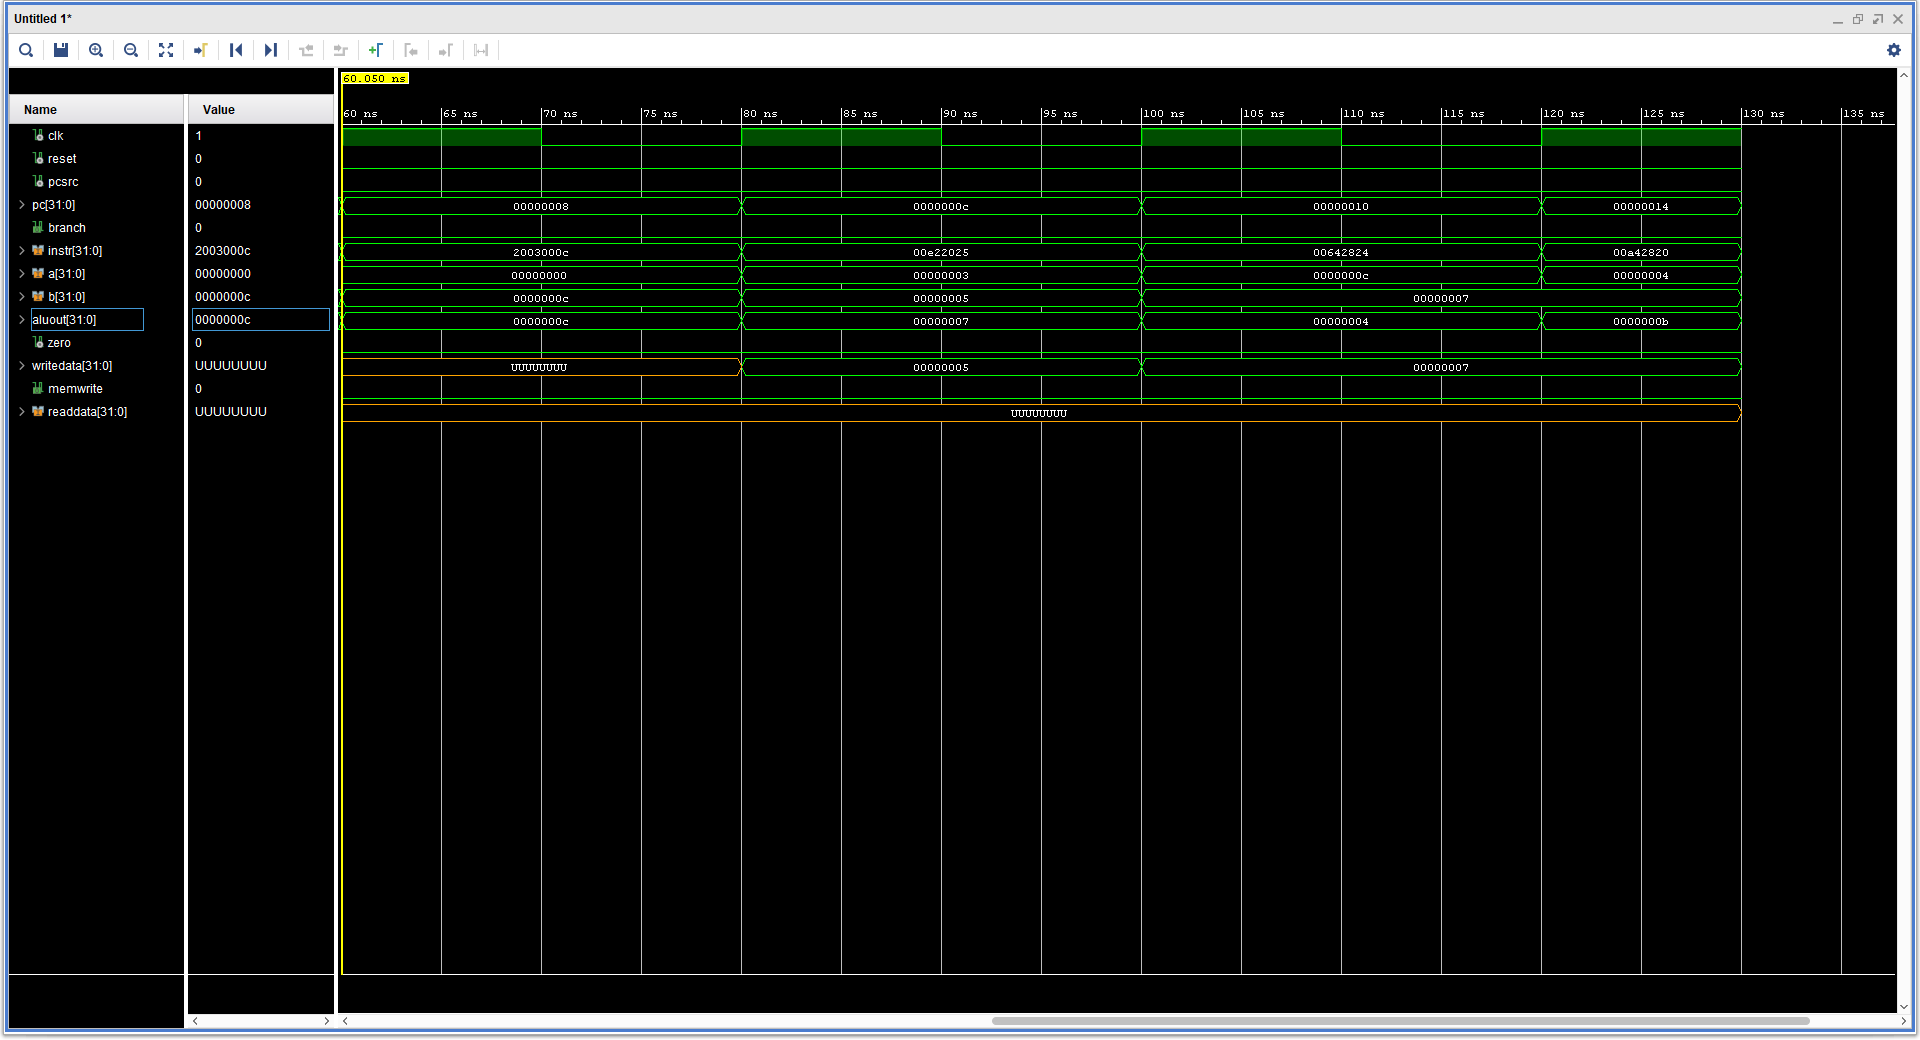 Untitled 1*
60.050 ns
Name Value
60 ns 65 ns 70 ns 75 ns 80 ns 85 ns 90 ns 95 ns 100 ns 105 ns 110 ns 115 ns 120 ns 125 ns 130 ns 135 ns
clk 1
reset 0
pcsrc 0
pc[31:0] 00000008 00000008 0000000c 00000010 00000014
branch 0
instr[31:0] 2003000c 2003000c 00e22025 00642824 00a42820
a[31:0] 00000000 00000000 00000003 0000000c 00000004
b[31:0] 0000000c 0000000c 00000005 00000007
aluout[31:0] 0000000c 0000000c 00000007 00000004 0000000b
zero 0
writedata[31:0] UUUUUUUU UUUUUUUU 00000005 00000007
memwrite 0
readdata[31:0] UUUUUUUU UUUUUUUU